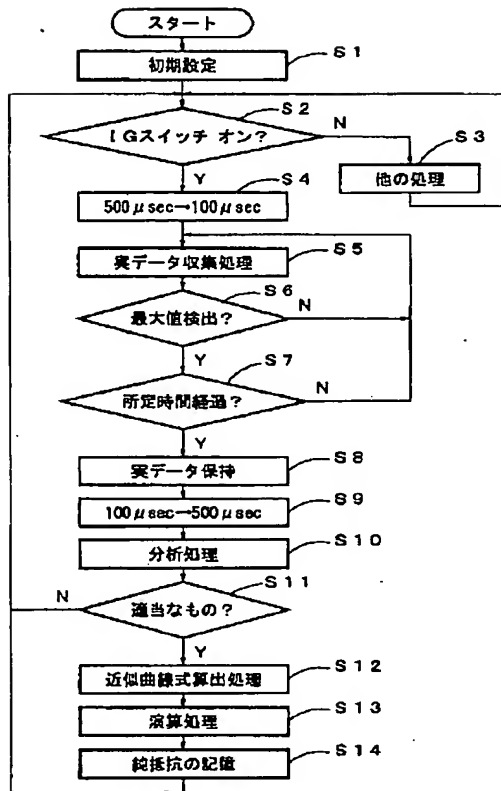 スタート
S1
初期設定
S2
IGスイッチ オン?
N
S3
他の処理
Y
S4
500μsec→100μsec
S5
実データ収集処理
S6
最大値検出?
N
Y
S7
所定時間経過?
N
Y
S8
実データ保持
S9
100μsec→500μsec
S10
分析処理
S11
N
適当なもの?
Y
S12
近似曲線式算出処理
S13
演算処理
S14
純抵抗の記憶